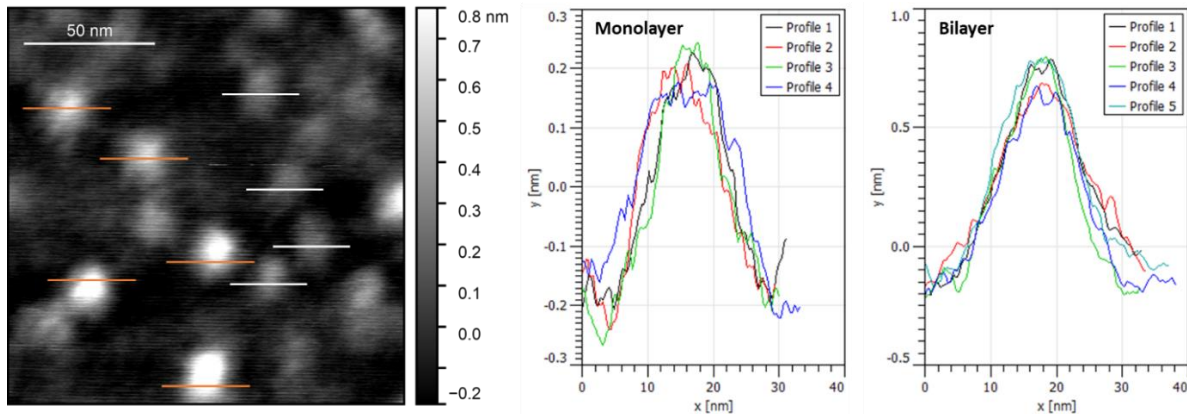 50 nm
0.8 nm
0.7
0.6
0.5
0.4
0.3
0.2
0.1
0.0
−0.2
Monolayer
Profile 1
Profile 2
Profile 3
Profile 4
y [nm]
0.3
0.2
0.1
0.0
-0.1
-0.2
-0.3
0 10 20 30 40
x [nm]
Bilayer
Profile 1
Profile 2
Profile 3
Profile 4
Profile 5
y [nm]
1.0
0.5
0.0
-0.5
0 10 20 30 40
x [nm]